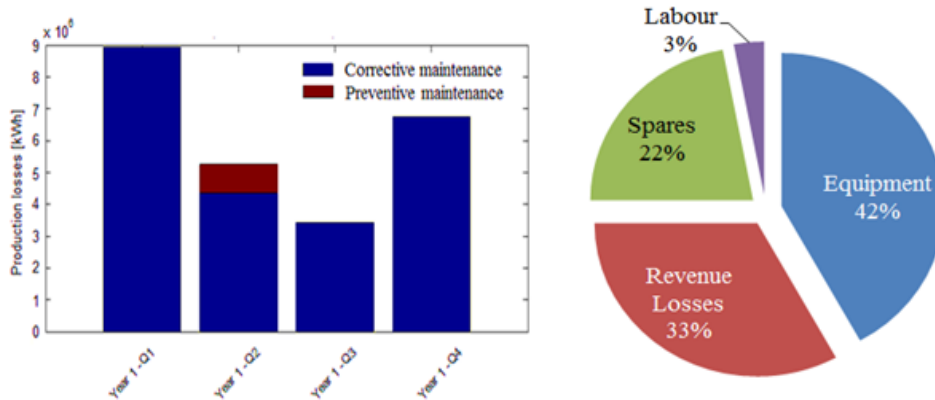 x 10⁶
9
8
7
6
5
4
3
2
1
0
Production losses [kWh]
Corrective maintenance
Preventive maintenance
Year 1 - Q1
Year 1 - Q2
Year 1 - Q3
Year 1 - Q4
Labour
3%
Spares
22%
Equipment
42%
Revenue
Losses
33%